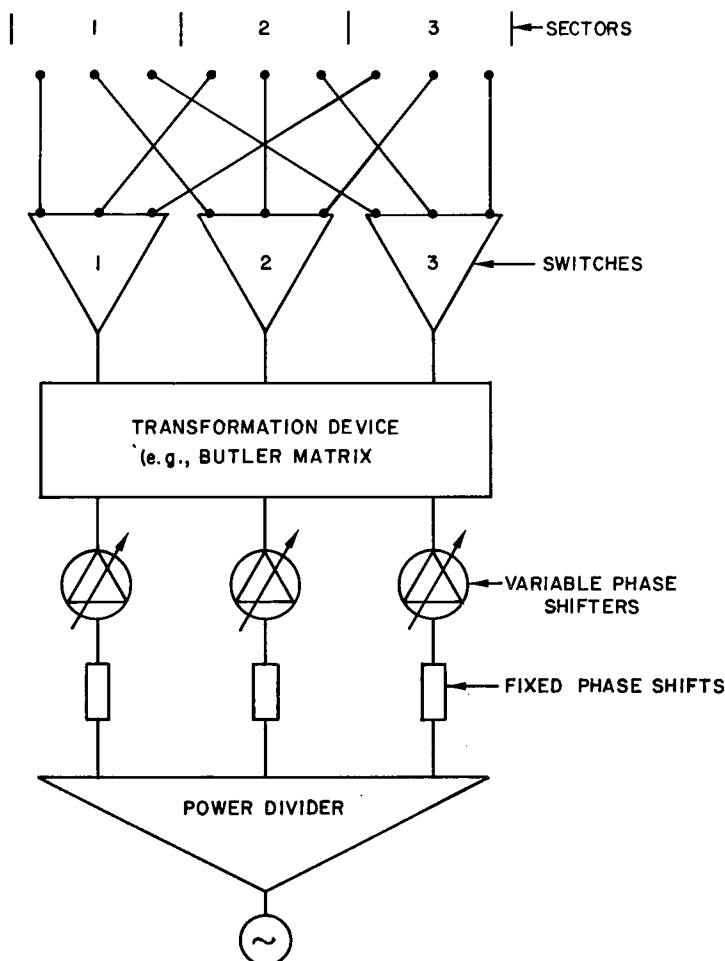 1 2 3 SECTORS
1 2 3 SWITCHES
TRANSFORMATION DEVICE
(e.g., BUTLER MATRIX
VARIABLE PHASE
SHIFTERS
FIXED PHASE SHIFTS
POWER DIVIDER
~